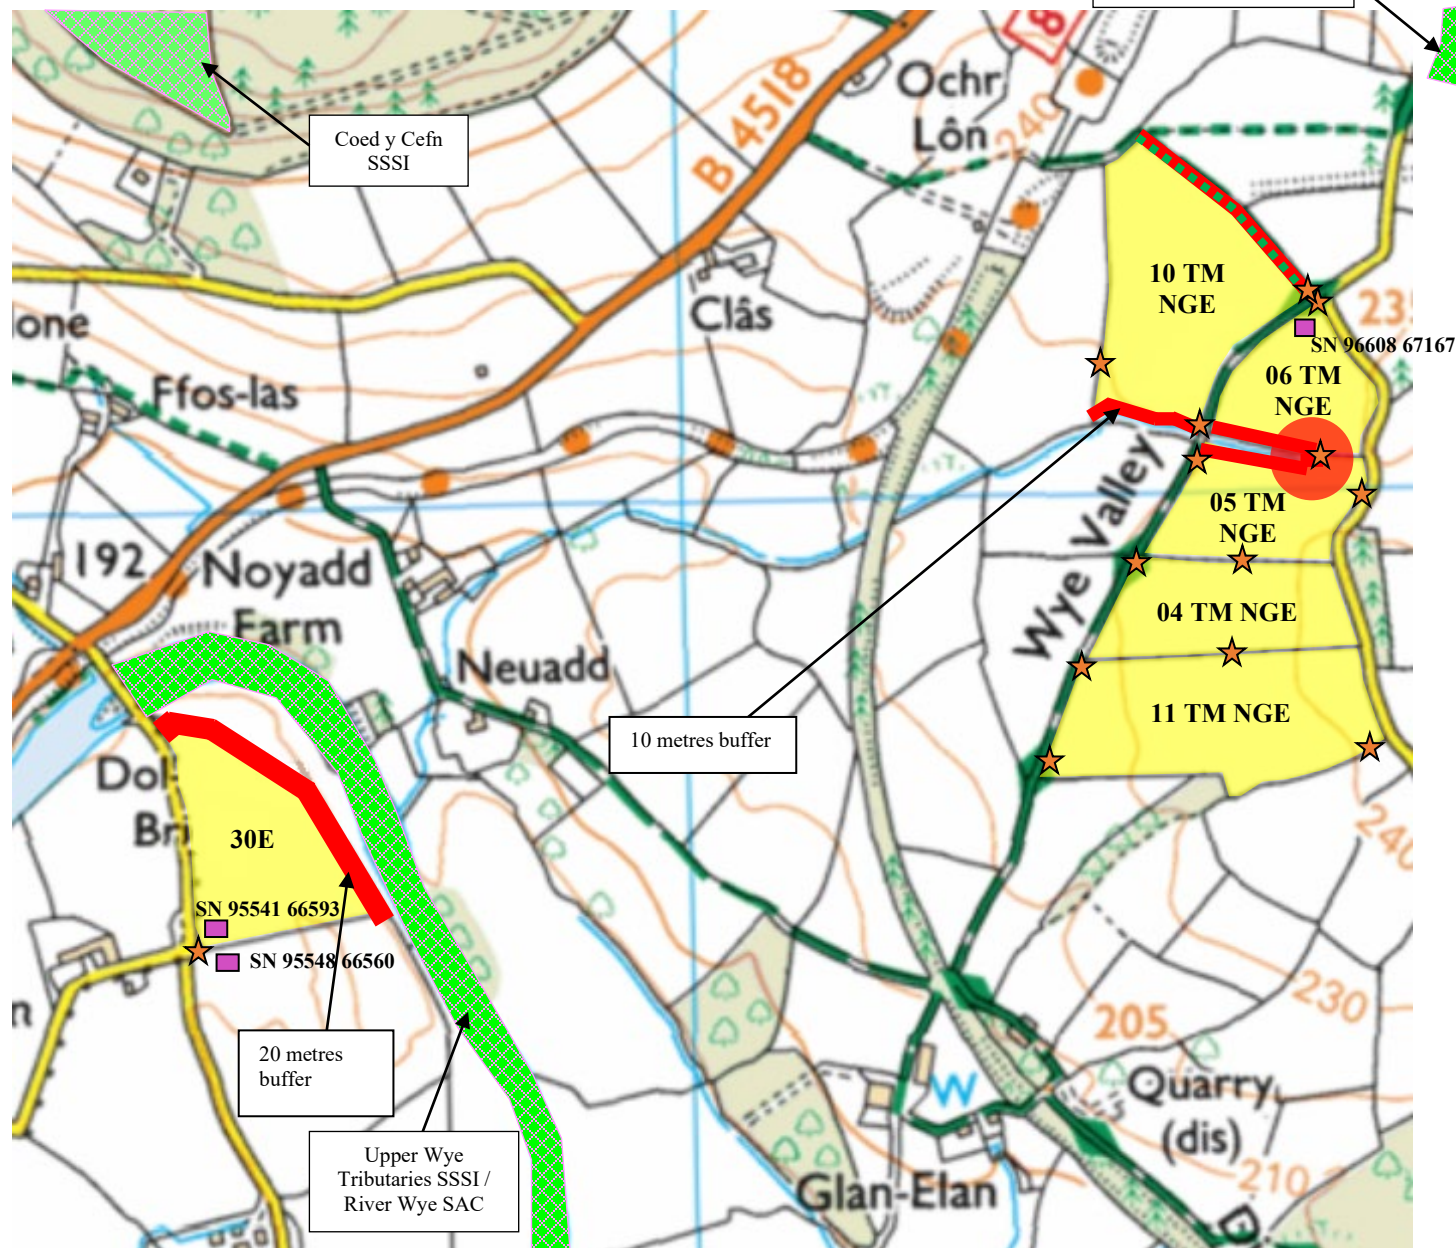 8
Ochr
Lôn
240
B 4518
Coed y Cefn
SSSI
10 TM
NGE
Clâs
lone
235
SN 96608 67167
06 TM
NGE
Ffos-las
Wye Valley
05 TM
NGE
192
Noyadd
Farm
04 TM NGE
Neuadd
11 TM NGE
10 metres buffer
Dol-
Bri
30E
240
SN 95541 66593
SN 95548 66560
n
230
205
20 metres
buffer
W
Quarry
(dis)
Upper Wye
Tributaries SSSI /
River Wye SAC
Glan-Elan
210
D